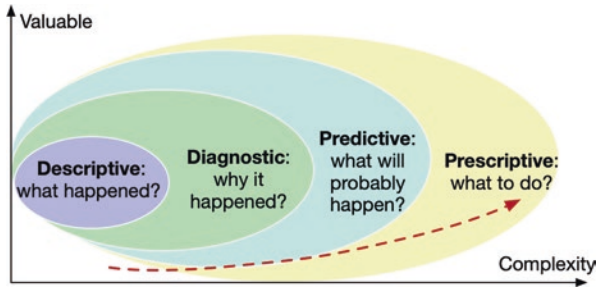 Valuable
Descriptive:
what happened?
Diagnostic:
why it
happened?
Predictive:
what will
probably
happen?
Prescriptive:
what to do?
Complexity